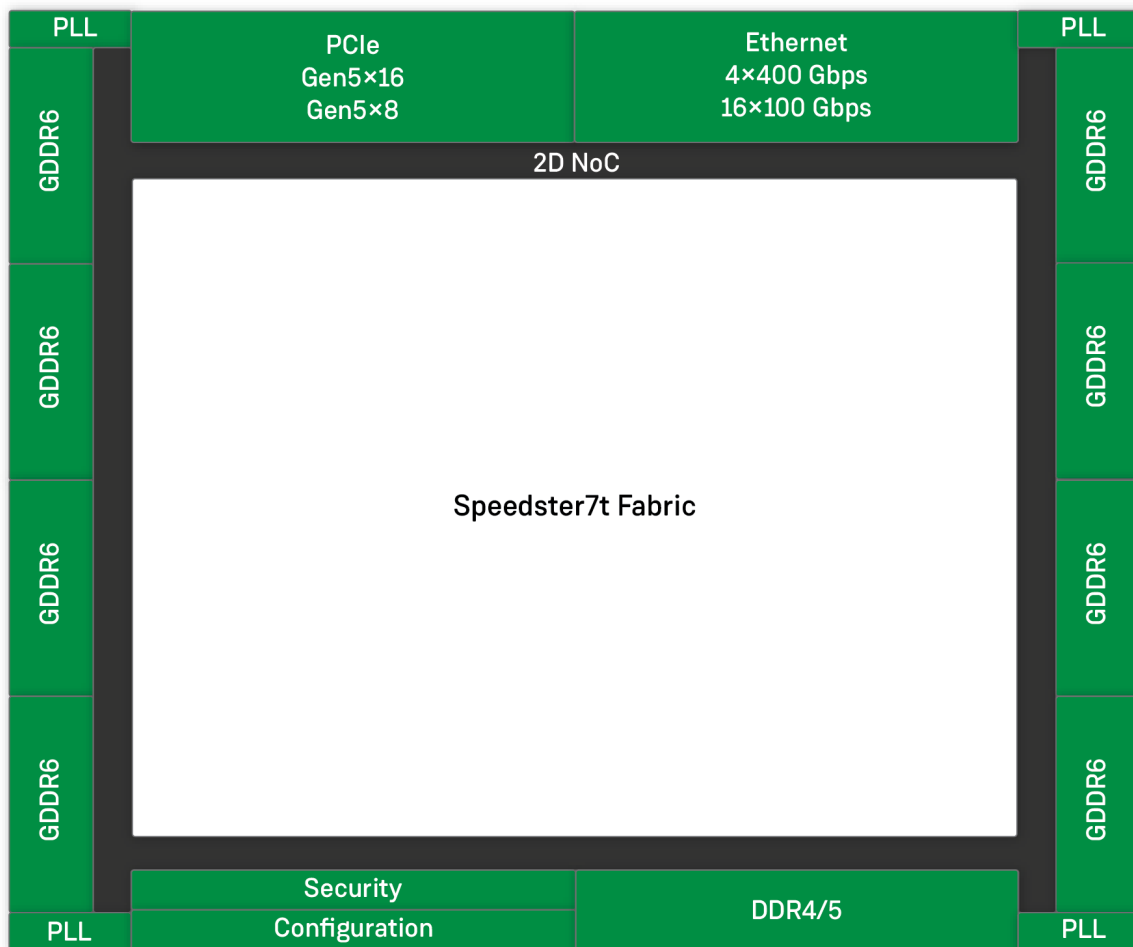 PLL
PCIe
Gen5×16
Gen5×8
Ethernet
4×400 Gbps
16×100 Gbps
PLL
2D NoC
GDDR6
GDDR6
GDDR6
GDDR6
Speedster7t Fabric
GDDR6
GDDR6
GDDR6
GDDR6
Security
Configuration
DDR4/5
PLL
PLL